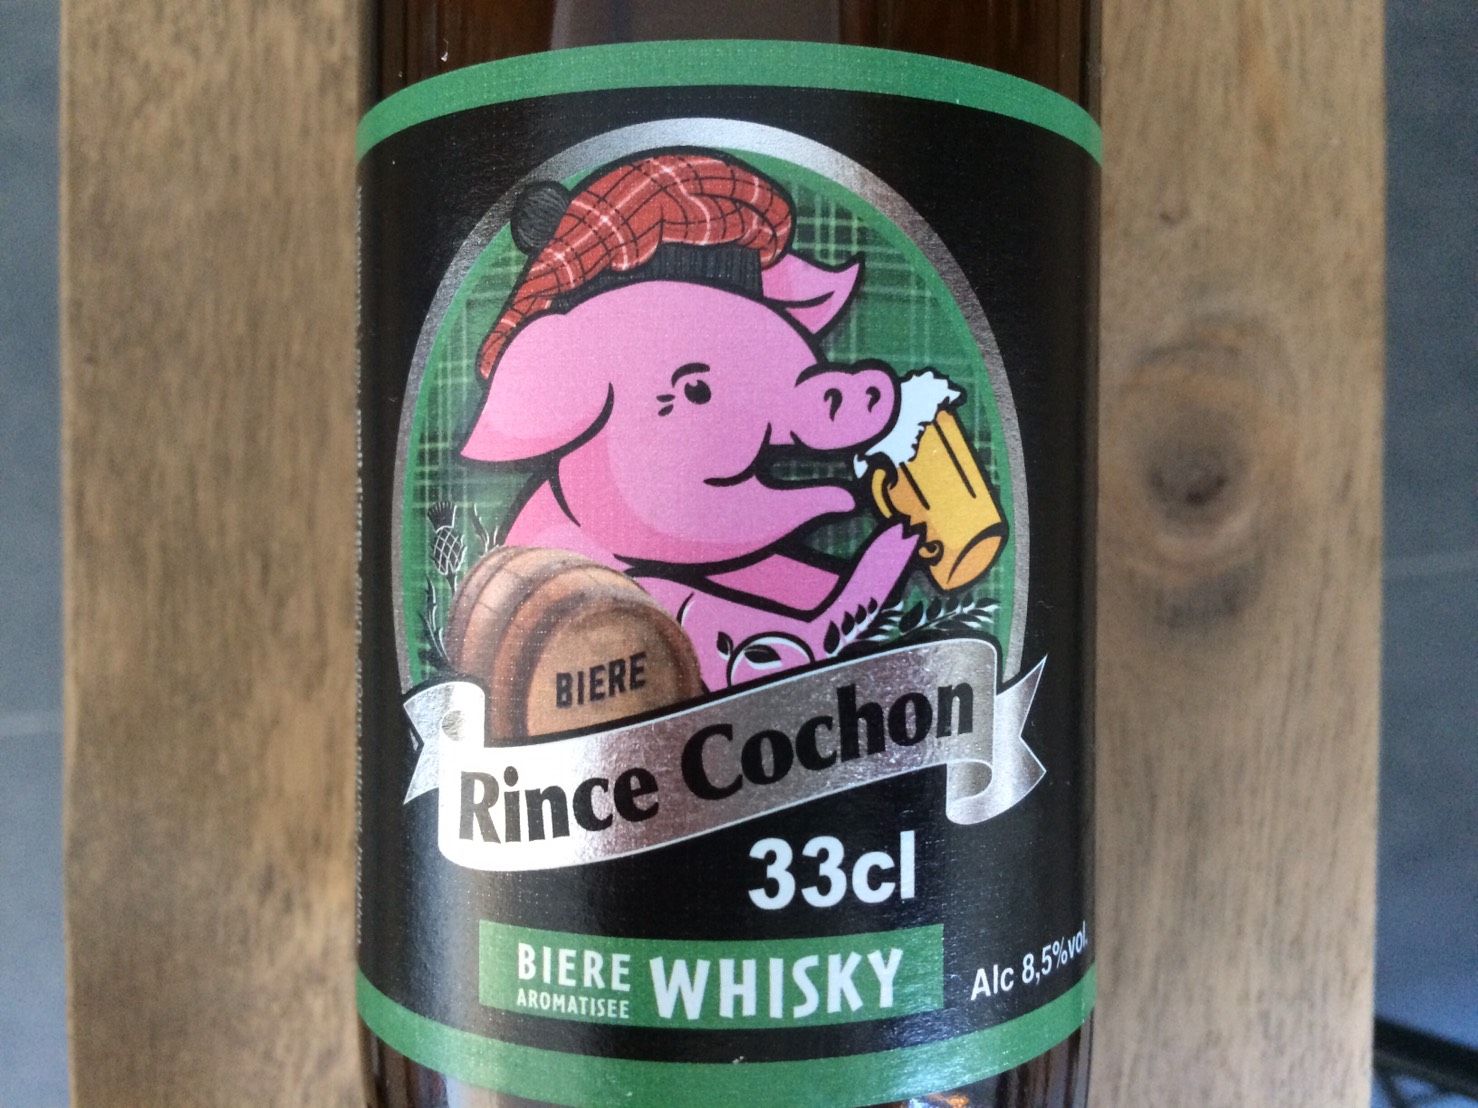 BIERE
Rince Cochon
33cl
BIERE
AROMATISEE
WHISKY
Alc 8,5%vol.